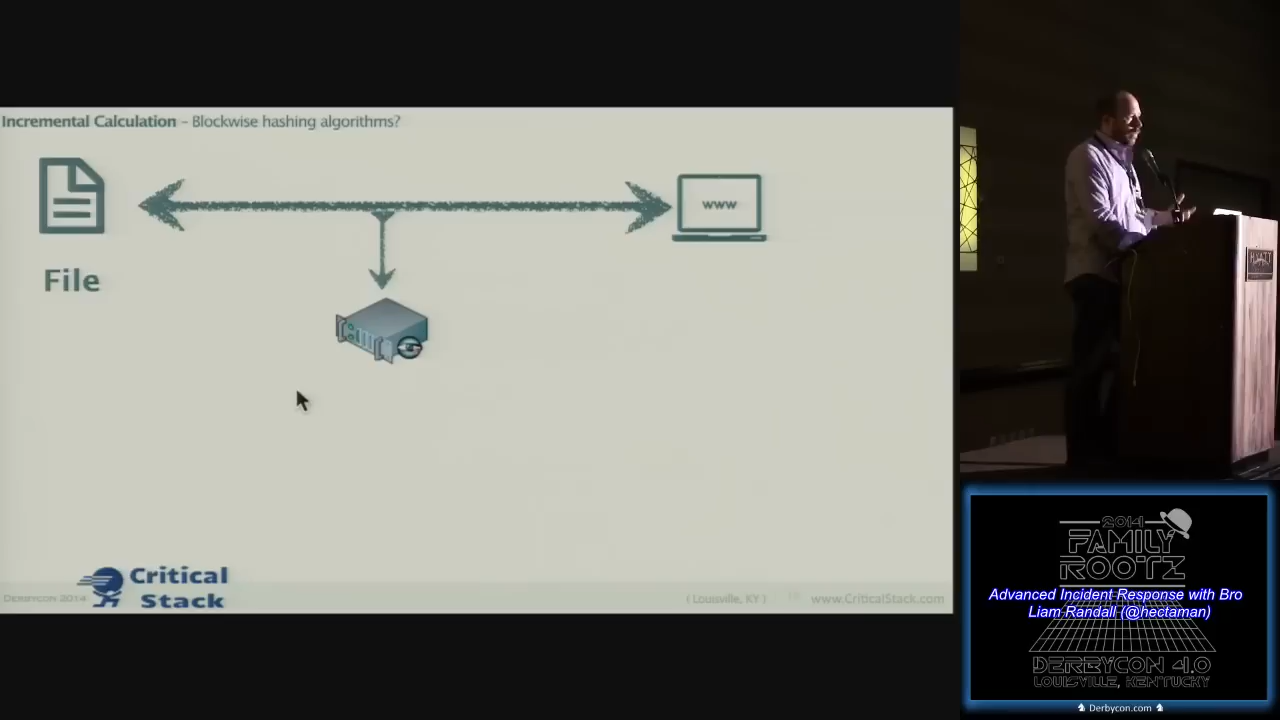 Incremental Calculation – Blockwise hashing algorithms?
www
File
Critical
Stack
DERBYCON 2014
( Louisville, KY )
www.CriticalStack.com
HYATT
2014
FAMILY
ROOTZ
Advanced Incident Response with Bro
Liam Randall (@hectaman)
DERBYCON 4.0
LOUISVILLE, KENTUCKY
Derbycon.com